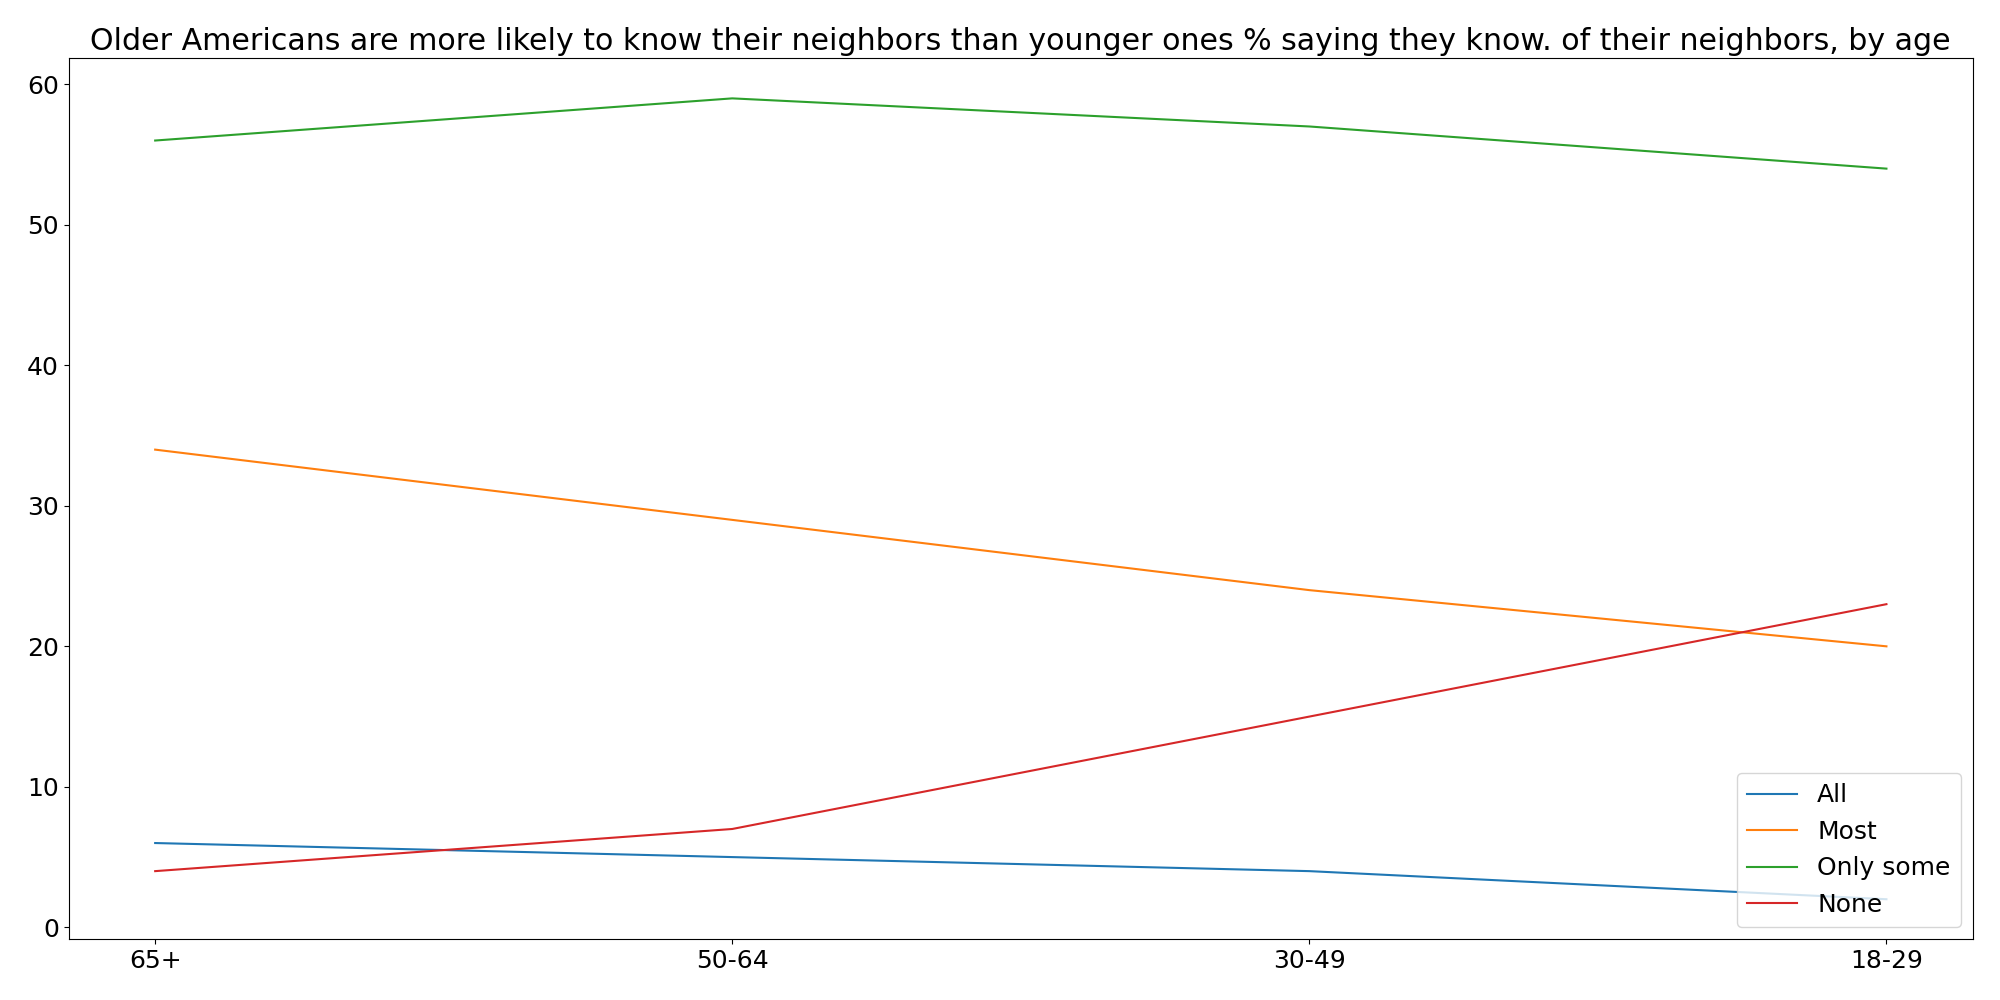 Older Americans are more likely to know their neighbors than younger ones % saying they know. of their neighbors, by age
60
50
40
30
20
10
0
65+
50-64
30-49
18-29
All
Most
Only some
None